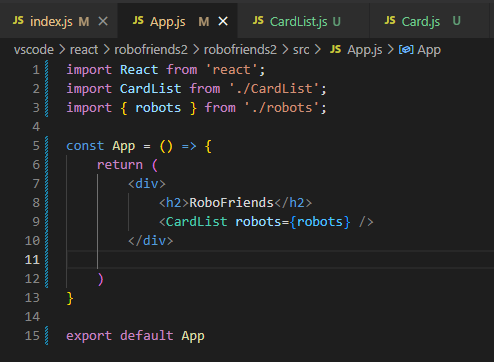 JS index.js M × JS App.js M × JS CardList.js U JS Card.js U
vscode > react > robofriends2 > robofriends2 > src > JS App.js > App
1 import React from 'react';
2 import CardList from './CardList';
3 import { robots } from './robots';
4
5 const App = () => {
6 return (
7 <div>
8 <h2>RoboFriends</h2>
9 <CardList robots={robots} />
10 </div>
11
12 )
13 }
14
15 export default App